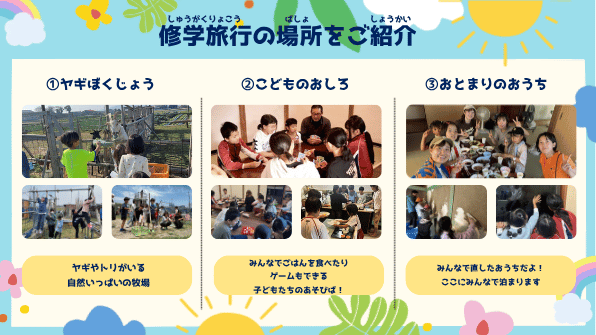 しゅうがくりょこう ばしょ しょうかい
修学旅行の場所をご紹介
①ヤギぼくじょう
ヤギやトリがいる
自然いっぱいの牧場
②こどものおしろ
みんなでごはんを食べたり
ゲームもできる
子どもたちのあそびば！
③おとまりのおうち
みんなで直したおうちだよ！
ここにみんなで泊まります